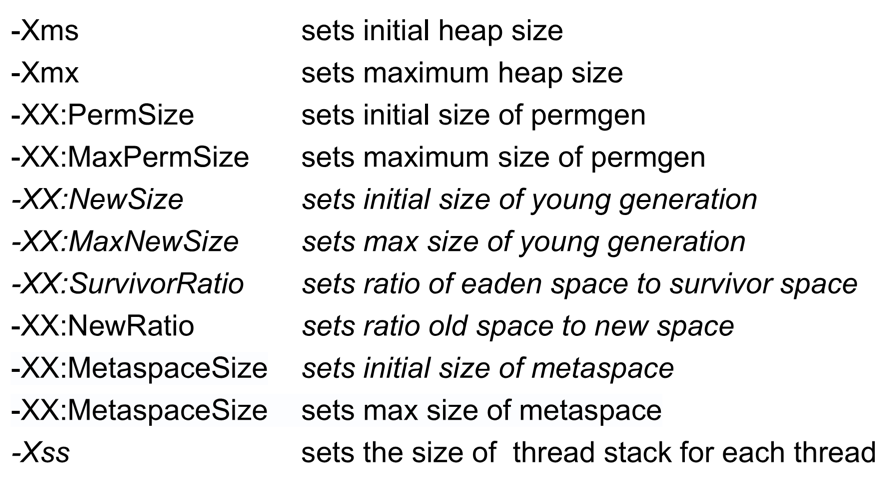 -Xms sets initial heap size
-Xmx sets maximum heap size
-XX:PermSize sets initial size of permgen
-XX:MaxPermSize sets maximum size of permgen
-XX:NewSize sets initial size of young generation
-XX:MaxNewSize sets max size of young generation
-XX:SurvivorRatio sets ratio of eaden space to survivor space
-XX:NewRatio sets ratio old space to new space
-XX:MetaspaceSize sets initial size of metaspace
-XX:MetaspaceSize sets max size of metaspace
-Xss sets the size of thread stack for each thread